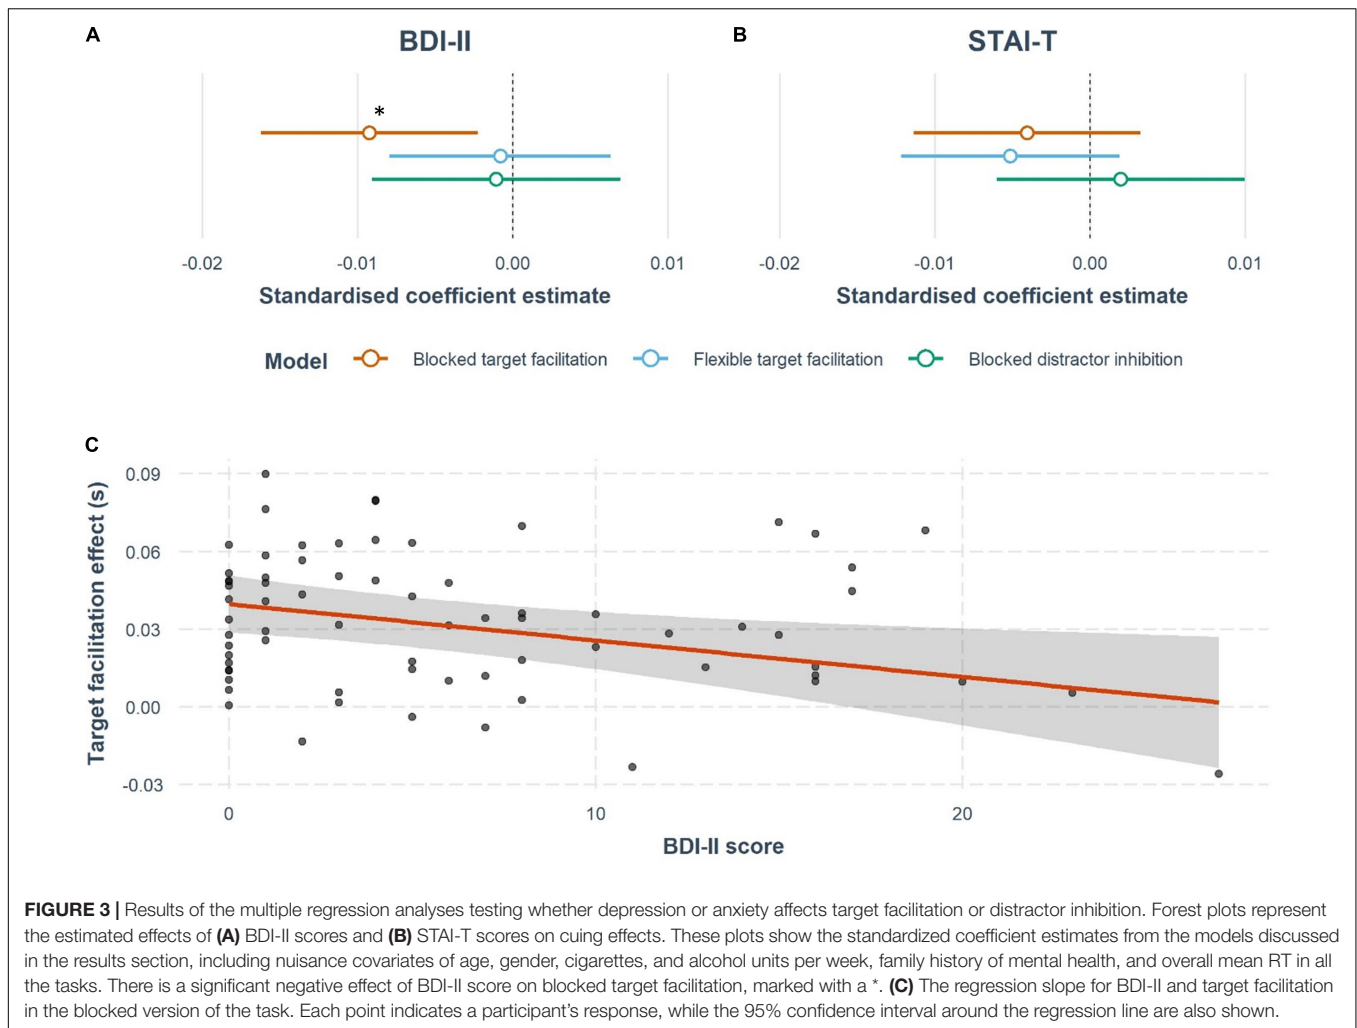 A
BDI-II
B
STAI-T
*
-0.02
-0.01
0.00
0.01
-0.02
-0.01
0.00
0.01
Standardised coefficient estimate
Standardised coefficient estimate
Model
Blocked target facilitation
Flexible target facilitation
Blocked distractor inhibition
C
Target facilitation effect (s)
0.09
0.06
0.03
0.00
-0.03
0
10
20
BDI-II score
FIGURE 3 | Results of the multiple regression analyses testing whether depression or anxiety affects target facilitation or distractor inhibition. Forest plots represent
the estimated effects of (A) BDI-II scores and (B) STAI-T scores on cuing effects. These plots show the standardized coefficient estimates from the models discussed
in the results section, including nuisance covariates of age, gender, cigarettes, and alcohol units per week, family history of mental health, and overall mean RT in all
the tasks. There is a significant negative effect of BDI-II score on blocked target facilitation, marked with a *. (C) The regression slope for BDI-II and target facilitation
in the blocked version of the task. Each point indicates a participant's response, while the 95% confidence interval around the regression line are also shown.